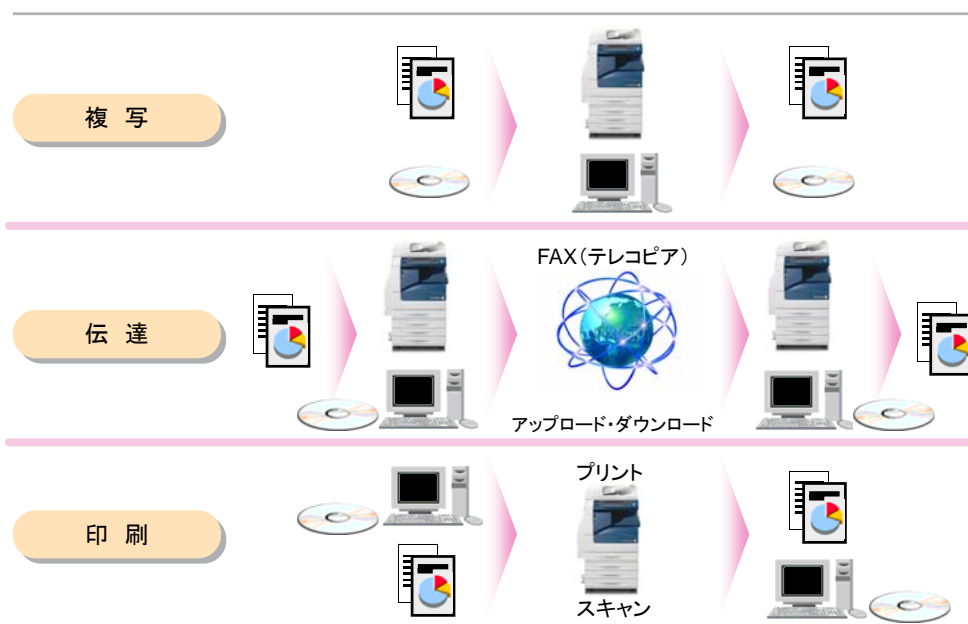 複 写
FAX(テレコピア)
伝 達
アップロード・ダウンロード
プリント
印 刷
スキャン